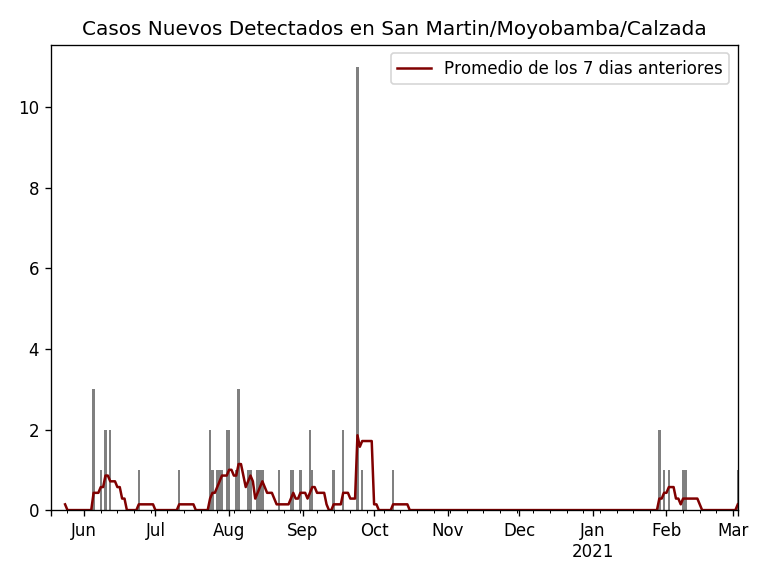 Casos Nuevos Detectados en San Martin/Moyobamba/Calzada
Promedio de los 7 dias anteriores
10
8
6
4
2
0
Jun Jul Aug Sep Oct Nov Dec Jan Feb Mar
2021